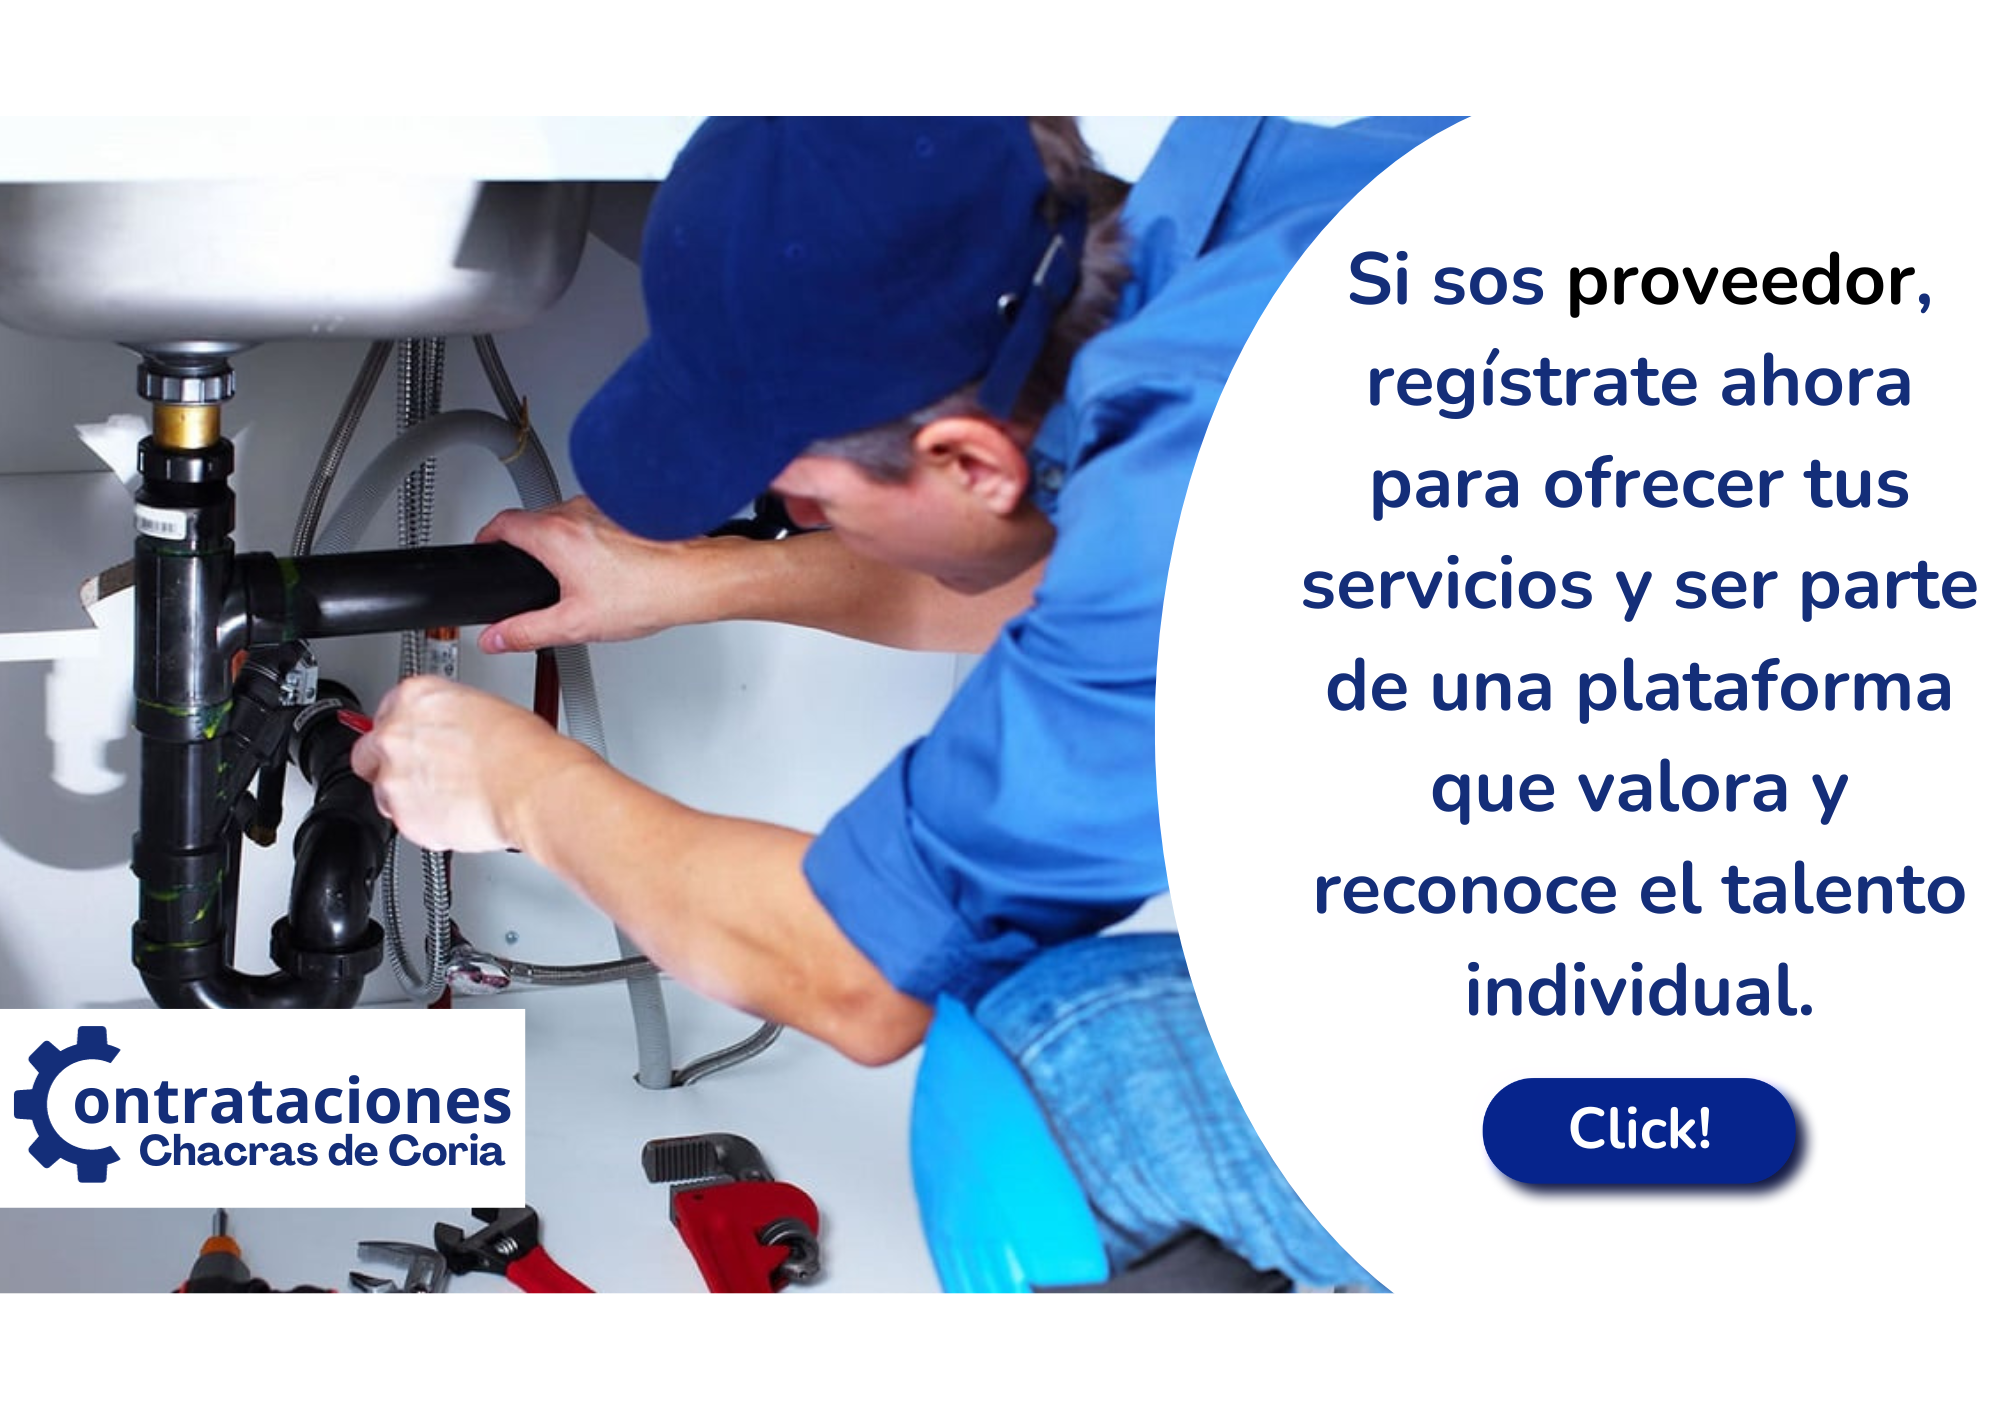 Si sos proveedor,
regístrate ahora
para ofrecer tus
servicios y ser parte
de una plataforma
que valora y
reconoce el talento
individual.
Click!
Contrataciones
Chacras de Coria